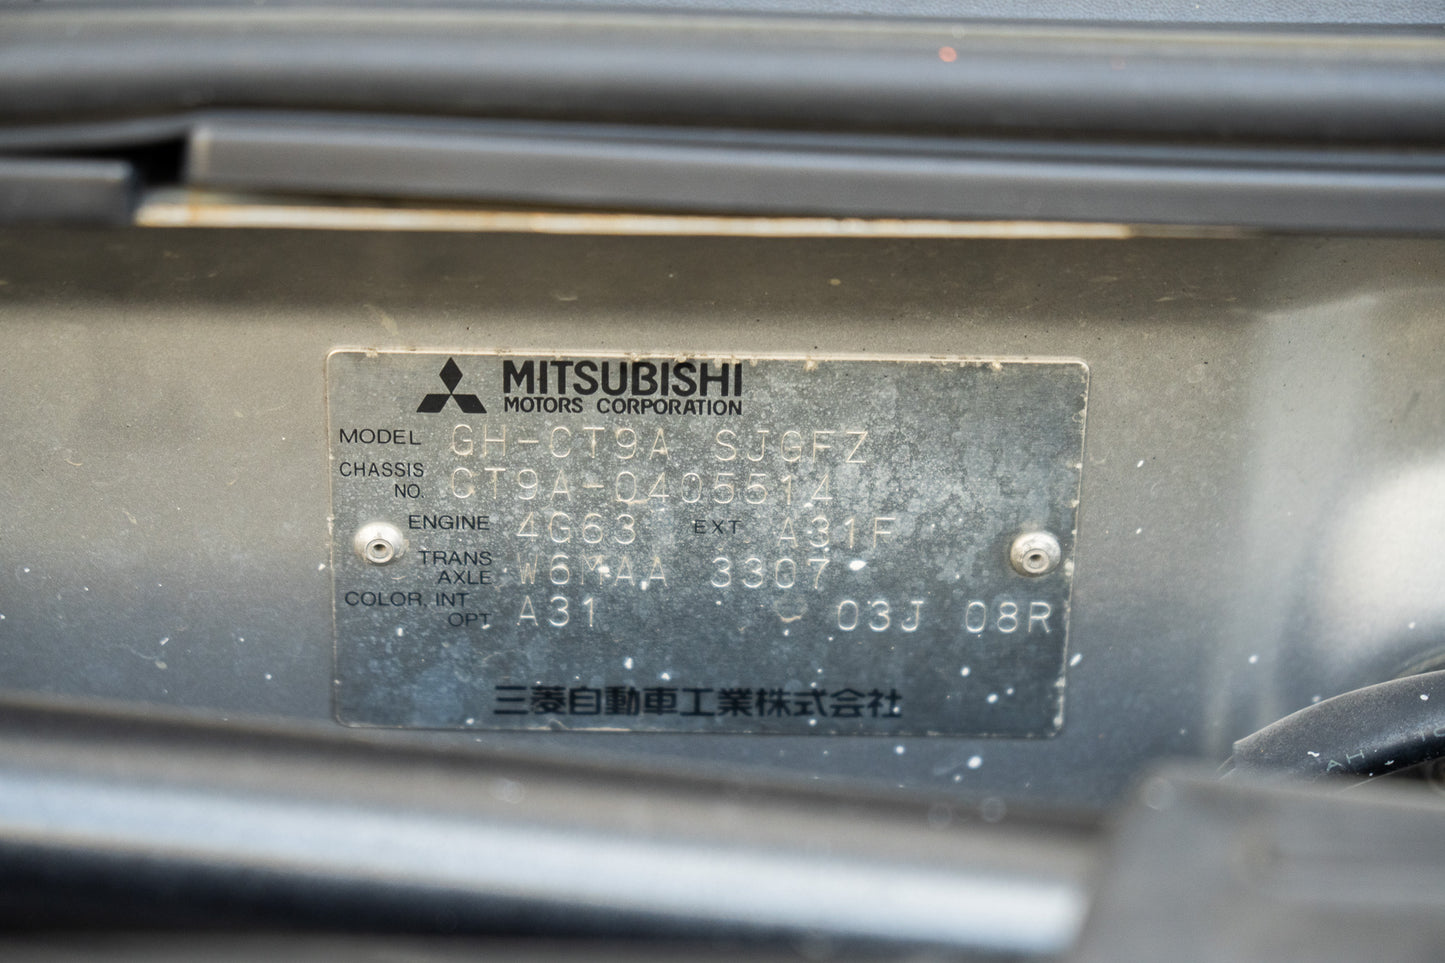 MITSUBISHI
MOTORS CORPORATION
MODEL GH-CT9A SJGFZ
CHASSIS NO. CT9A-0405514
ENGINE 4G63 EXT A31F
TRANS AXLE W6MAA 3307
COLOR, INT OPT A31 03J 08R
三菱自動車工業株式会社